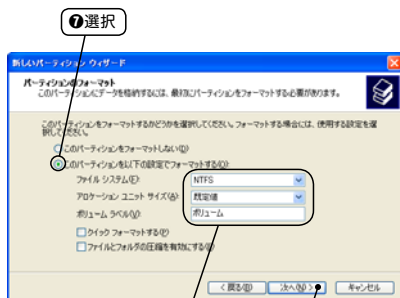 ❼選択
新しいパーティション ウィザード
パーティションのフォーマット
このパーティションにデータを格納するには、最初にパーティションをフォーマットする必要があります。
このパーティションをフォーマットするかどうかを選択してください。フォーマットする場合には、使用する設定を選
択してください。
このパーティションをフォーマットしない(D)
このパーティションを以下の設定でフォーマットする(O):
ファイル システム(F): NTFS
アロケーション ユニット サイズ(A): 既定値
ボリューム ラベル(V): ボリューム
クイック フォーマットする(P)
ファイルとフォルダの圧縮を有効にする(E)
< 戻る(B) 次へ(N) > キャンセル